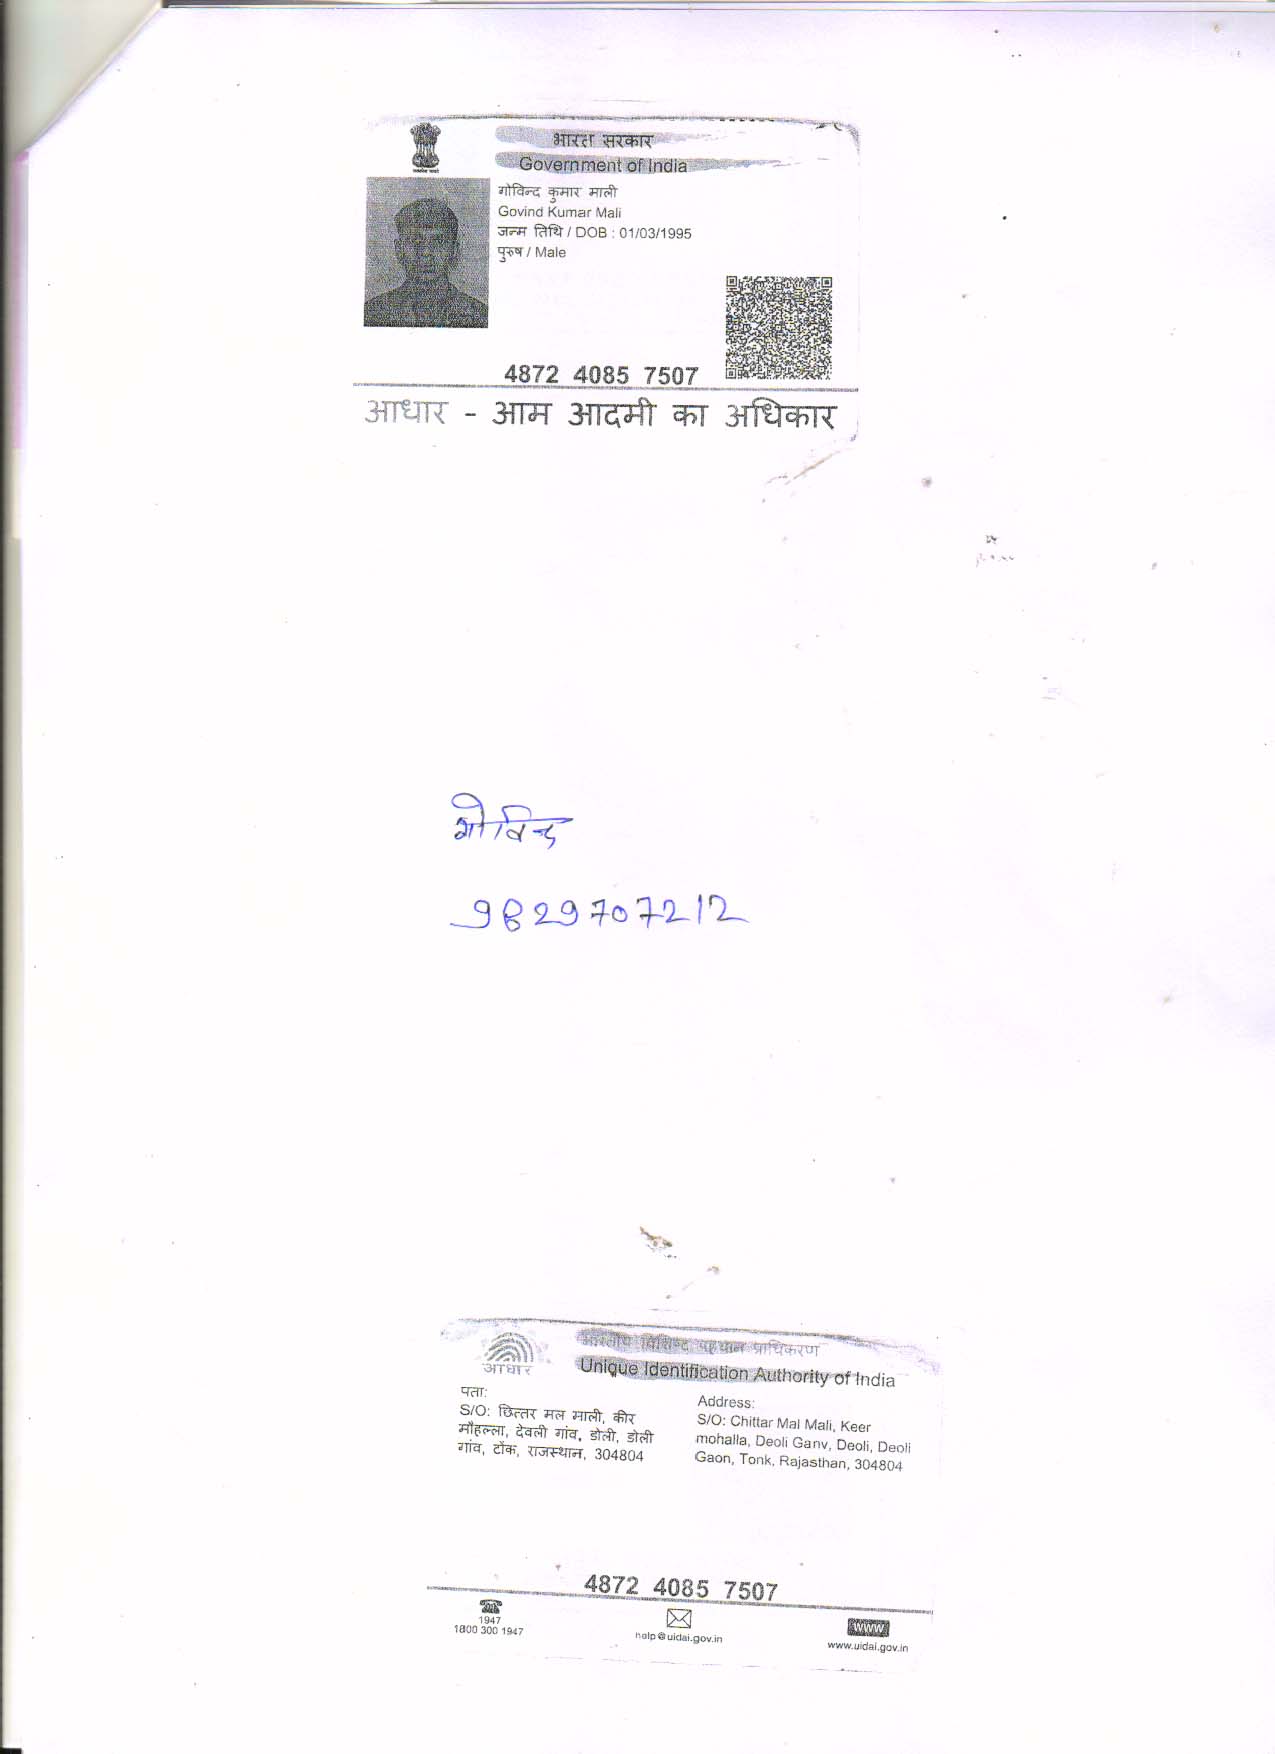 भारत सरकार
Government of India
गोविन्द कुमार माली
Govind Kumar Mali
जन्म तिथि / DOB : 01/03/1995
पुरुष / Male
4872 4085 7507
आधार - आम आदमी का अधिकार
गोविन्द
9829707212
भारतीय विशिष्ट पहचान प्राधिकरण
आधार
Unique Identification Authority of India
पता:
S/O: छित्तर मल माली, कीर
मौहल्ला, देवली गांव, डोली, डोली
गांव, टोंक, राजस्थान, 304804
Address:
S/O: Chittar Mal Mali, Keer
mohalla, Deoli Ganv, Deoli, Deoli
Gaon, Tonk, Rajasthan, 304804
4872 4085 7507
1947
1800 300 1947
help@uidai.gov.in
www
www.uidai.gov.in